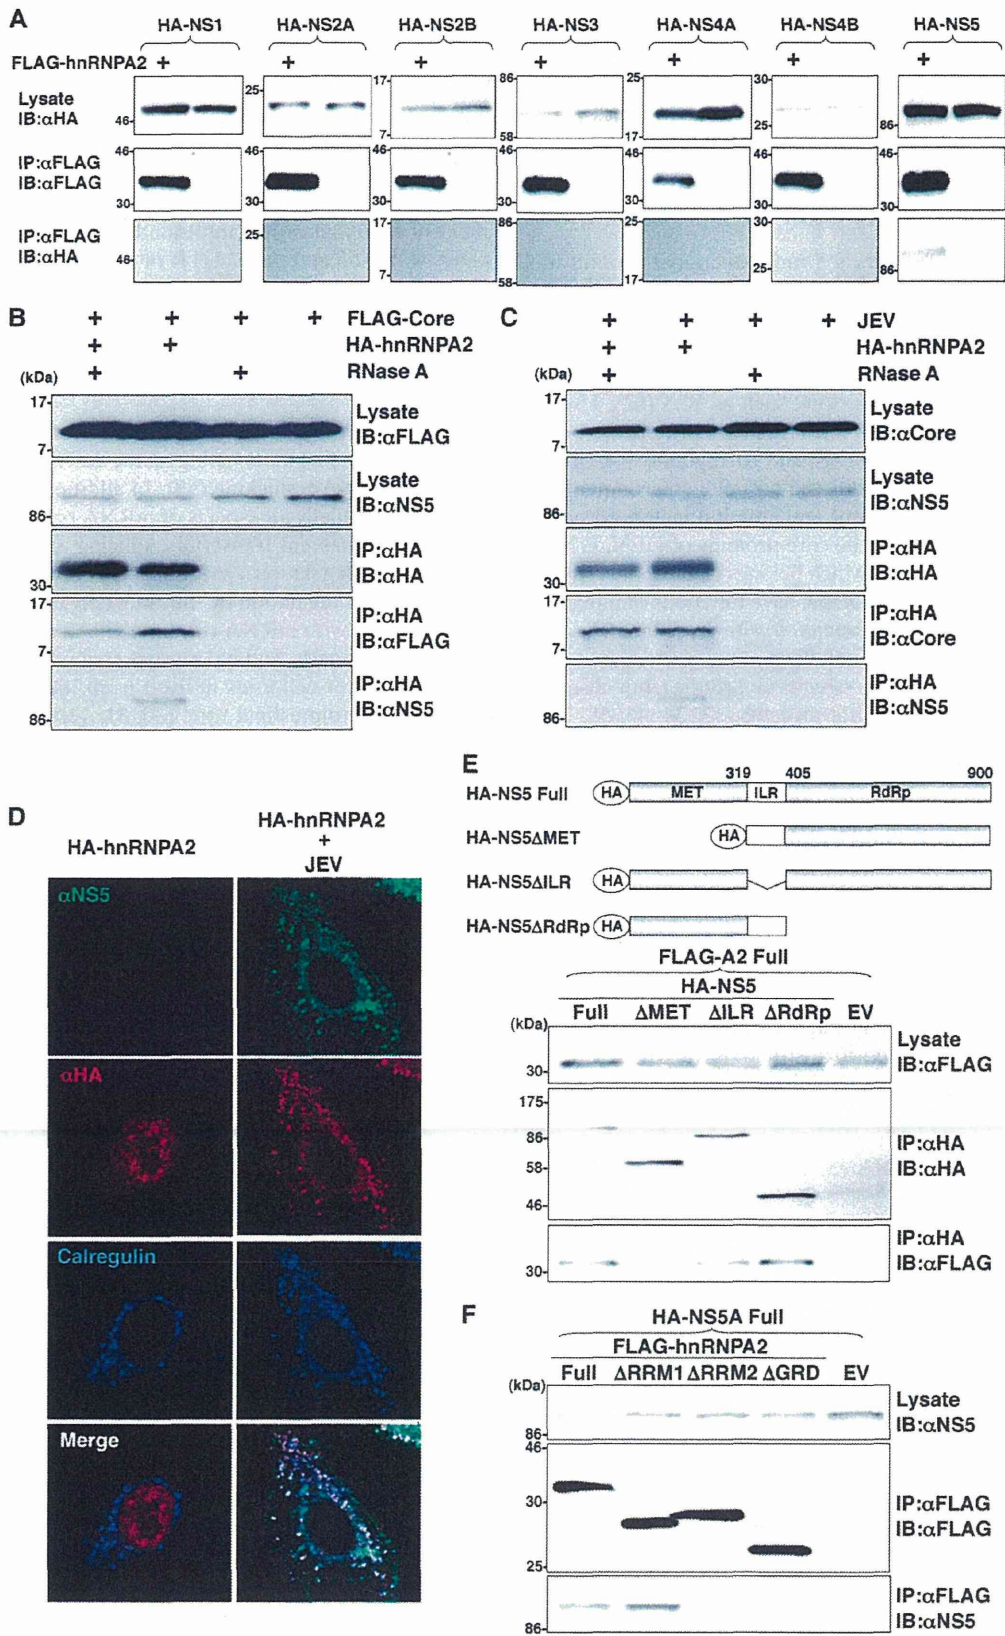 A
HA-NS1 HA-NS2A HA-NS2B HA-NS3 HA-NS4A HA-NS4B HA-NS5
FLAG-hnRNPA2 + + + + + + +
Lysate
IB:αHA
46 25 17 7 86 58 25 17 30 25 86
IP:αFLAG
IB:αFLAG
46 30 46 30 46 30 46 30 46 30 46 30 46 30
IP:αFLAG
IB:αHA
46 25 17 7 86 58 25 17 30 25 86
B
+ + + + FLAG-Core
+ + HA-hnRNPA2
(kDa) + + RNase A
17
7
Lysate
IB:αFLAG
86
Lysate
IB:αNS5
30
IP:αHA
IB:αHA
17
7
IP:αHA
IB:αFLAG
86
IP:αHA
IB:αNS5
C
+ + + + JEV
+ + HA-hnRNPA2
(kDa) + + RNase A
17
7
Lysate
IB:αCore
86
Lysate
IB:αNS5
30
IP:αHA
IB:αHA
17
7
IP:αHA
IB:αCore
86
IP:αHA
IB:αNS5
D
HA-hnRNPA2
HA-hnRNPA2
+
JEV
αNS5
αHA
Calregulin
Merge
E
319 405 900
HA-NS5 Full HA MET ILR RdRp
HA-NS5ΔMET HA
HA-NS5ΔILR HA
HA-NS5ΔRdRp HA
FLAG-A2 Full
HA-NS5
(kDa) Full ΔMET ΔILR ΔRdRp EV
30
Lysate
IB:αFLAG
175
86
58
46
IP:αHA
IB:αHA
30
IP:αHA
IB:αFLAG
F
HA-NS5A Full
FLAG-hnRNPA2
(kDa) Full ΔRRM1 ΔRRM2 ΔGRD EV
86
Lysate
IB:αNS5
46
30
25
IP:αFLAG
IB:αFLAG
86
IP:αFLAG
IB:αNS5